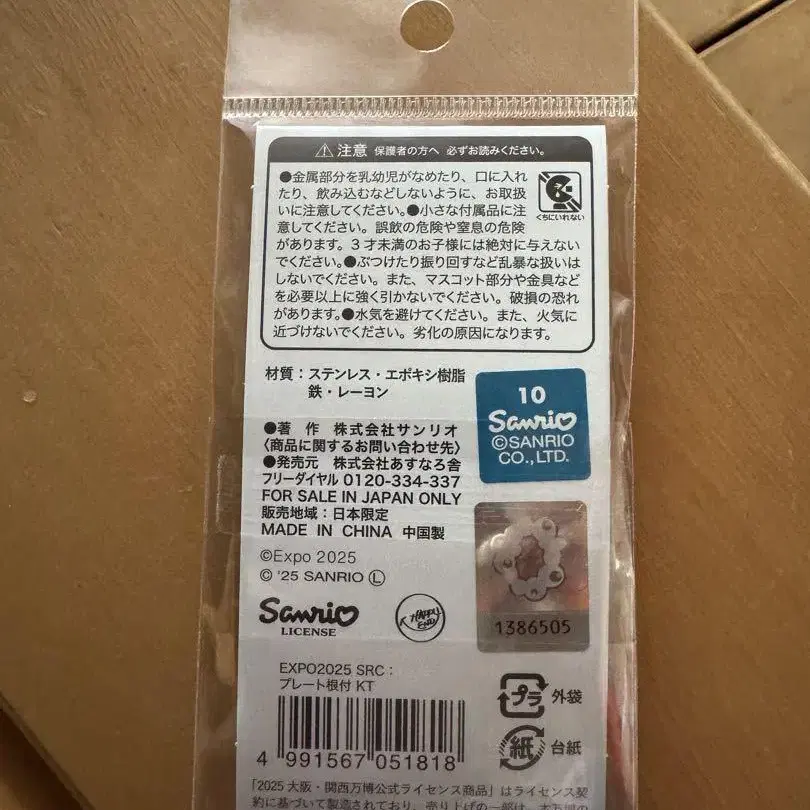 ⚠注意 保護者の方へ 必ずお読みください。
●金属部分を乳幼児がなめたり、口に入れ
たり、飲み込むなどしないように、お取扱
いに注意してください。●小さな付属品に注
意してください。誤飲の危険や窒息の危険
があります。3才未満のお子様には絶対に与えない
でください。●ぶつけたり振り回すなど乱暴な扱いは
しないでください。また、マスコット部分や金具など
を必要以上に強く引かないでください。破損の恐れ
があります。●水気を避けてください。また、火気に
近づけないでください。劣化の原因になります。
くちにいれない
材質:ステンレス・エポキシ樹脂
鉄・レーヨン
10
Sanrio
©SANRIO
CO.,LTD.
●著 作 株式会社サンリオ
〈商品に関するお問い合わせ先〉
●発売元 株式会社あすなろ舎
フリーダイヤル 0120-334-337
FOR SALE IN JAPAN ONLY
販売地域:日本限定
MADE IN CHINA 中国製
©Expo 2025
© '25 SANRIO Ⓛ
Sanrio
LICENSE
HAPPY
END
1386505
EXPO2025 SRC:
プレート根付 KT
4 991567 051818
プラ 外袋
紙 台紙
「2025 大阪・関西万博公式ライセンス商品」はライセンス契
約に基づいて製造されており、売り上げの一部は、